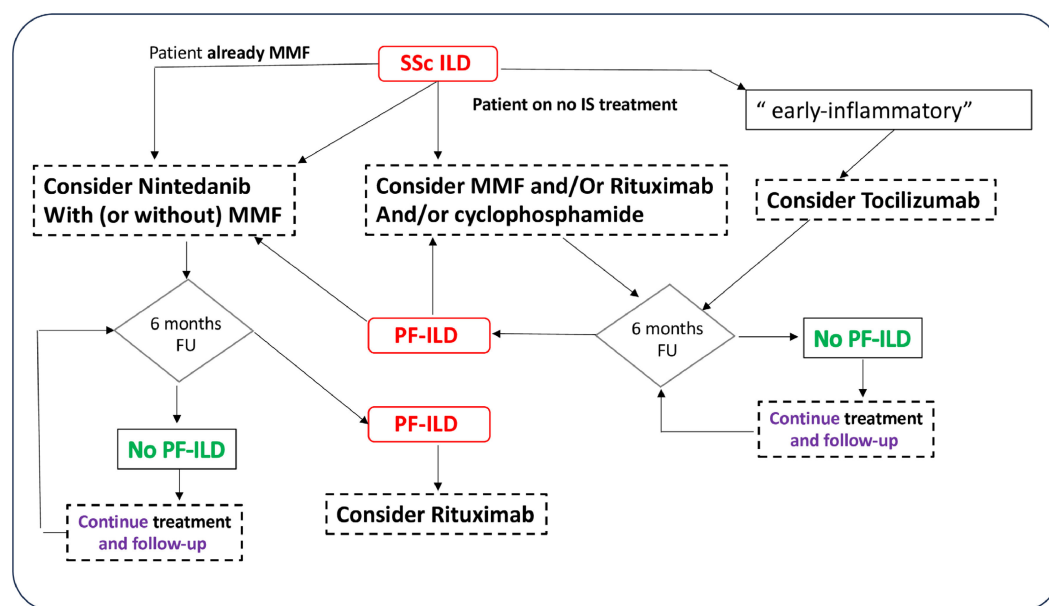 Patient already MMF
SSc ILD
Patient on no IS treatment
“ early-inflammatory”
Consider Nintedanib
With (or without) MMF
Consider MMF and/Or Rituximab
And/or cyclophosphamide
Consider Tocilizumab
6 months
FU
PF-ILD
6 months
FU
No PF-ILD
Continue treatment
and follow-up
PF-ILD
No PF-ILD
Consider Rituximab
Continue treatment
and follow-up